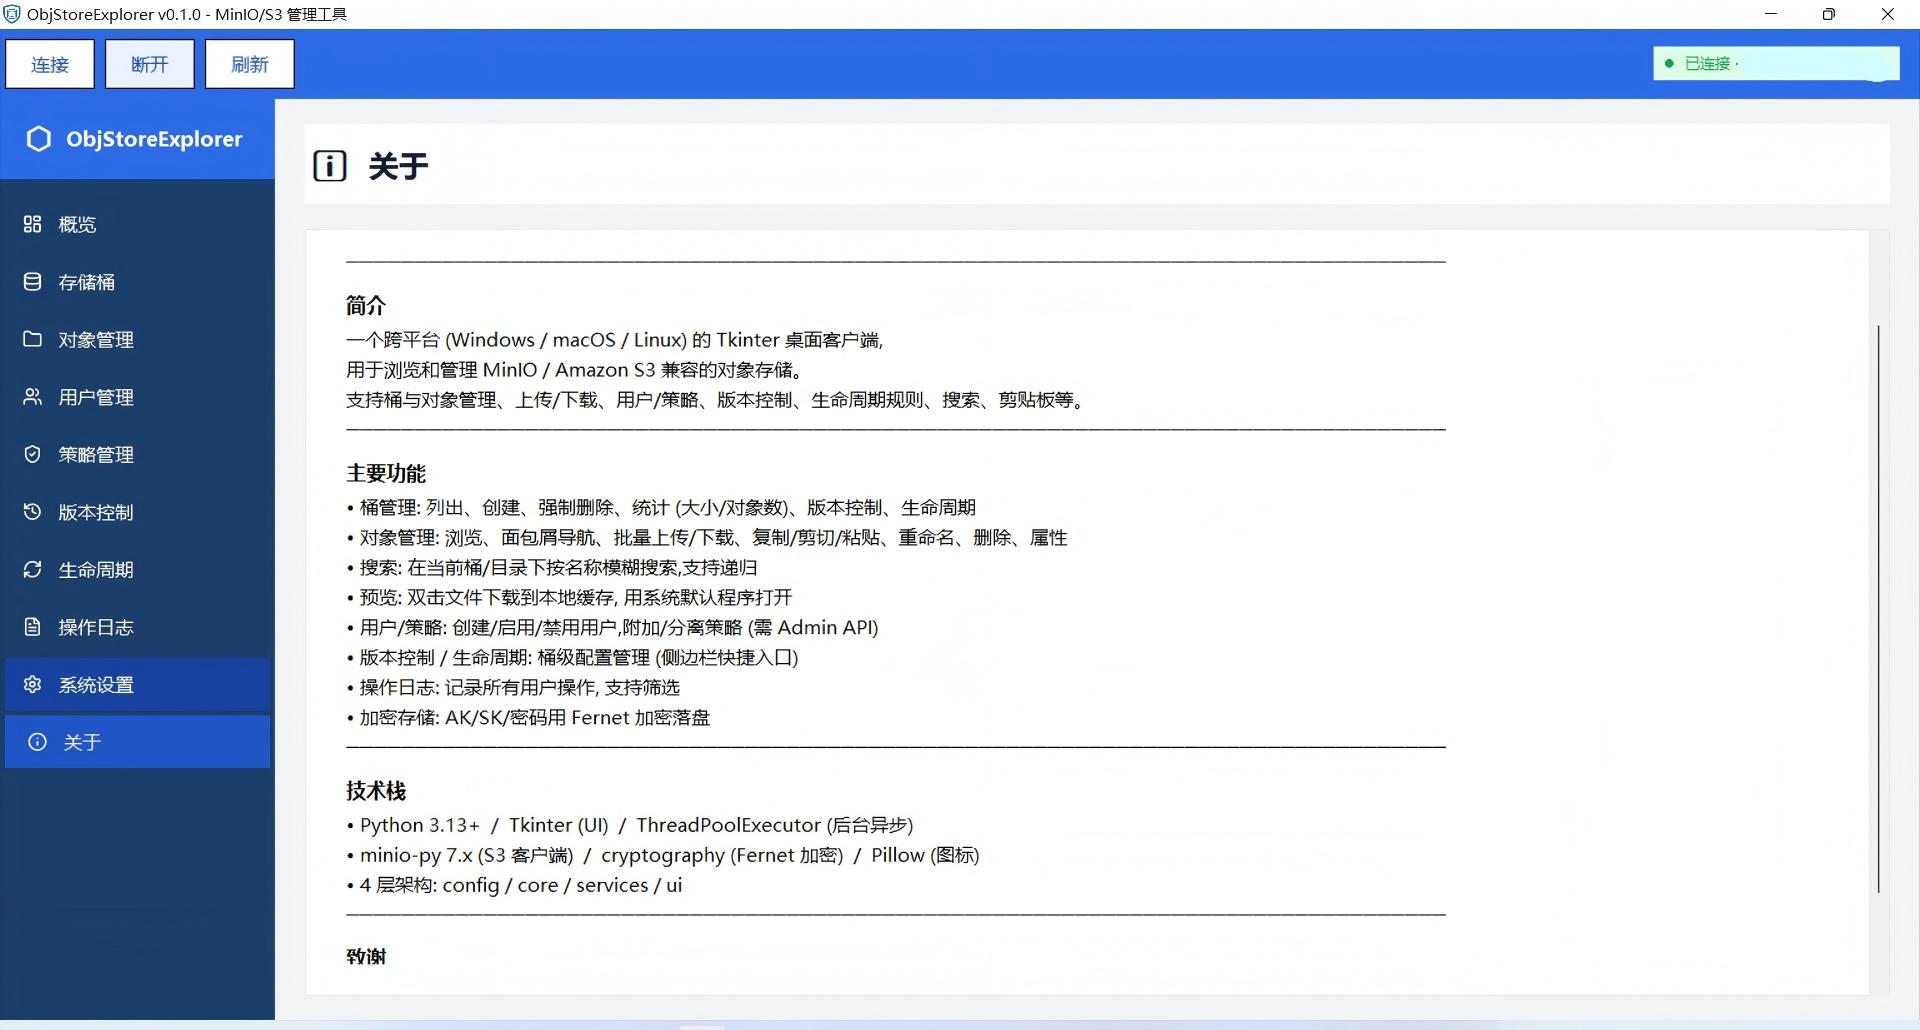 ObjStoreExplorer v0.1.0 - MinIO/S3 管理工具
连接
断开
刷新
已连接 ·
ObjStoreExplorer
概览
存储桶
对象管理
用户管理
策略管理
版本控制
生命周期
操作日志
系统设置
关于
关于
简介
一个跨平台 (Windows / macOS / Linux) 的 Tkinter 桌面客户端,
用于浏览和管理 MinIO / Amazon S3 兼容的对象存储。
支持桶与对象管理、上传/下载、用户/策略、版本控制、生命周期规则、搜索、剪贴板等。
主要功能
• 桶管理: 列出、创建、强制删除、统计 (大小/对象数)、版本控制、生命周期
• 对象管理: 浏览、面包屑导航、批量上传/下载、复制/剪切/粘贴、重命名、删除、属性
• 搜索: 在当前桶/目录下按名称模糊搜索,支持递归
• 预览: 双击文件下载到本地缓存, 用系统默认程序打开
• 用户/策略: 创建/启用/禁用用户,附加/分离策略 (需 Admin API)
• 版本控制 / 生命周期: 桶级配置管理 (侧边栏快捷入口)
• 操作日志: 记录所有用户操作, 支持筛选
• 加密存储: AK/SK/密码用 Fernet 加密落盘
技术栈
• Python 3.13+ / Tkinter (UI) / ThreadPoolExecutor (后台异步)
• minio-py 7.x (S3 客户端) / cryptography (Fernet 加密) / Pillow (图标)
• 4 层架构: config / core / services / ui
致谢